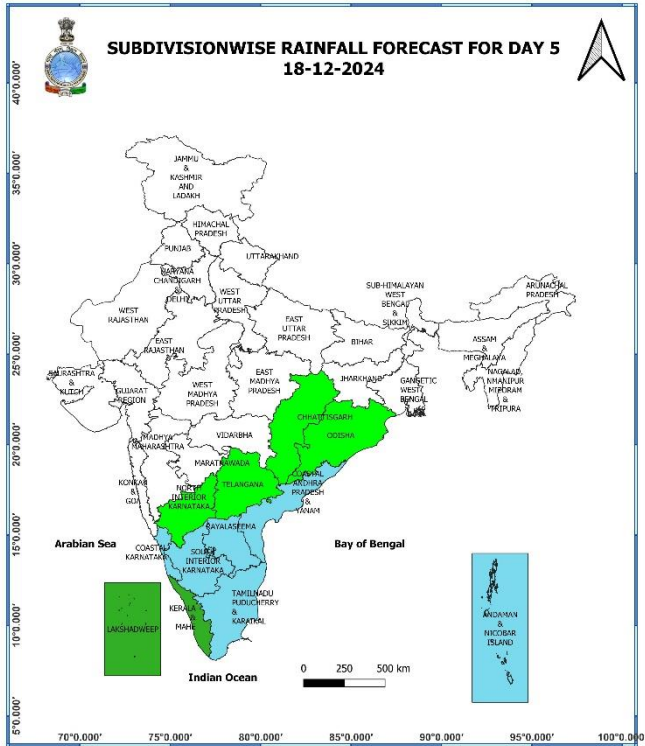 SUBDIVISIONWISE RAINFALL FORECAST FOR DAY 5
18-12-2024
40°0.000'
35°0.000'
30°0.000'
25°0.000'
20°0.000'
15°0.000'
10°0.000'
5°0.000'
JAMMU
&
KASHMIR
AND
LADAKH
HIMACHAL
PRADESH
PUNJAB
UTTARAKHAND
HARYANA
CHANDIGARH
&
DELHI
WEST
UTTAR
PRADESH
SUB-HIMALAYAN
WEST
BENGAL
&
SIKKIM
ARUNACHAL
PRADESH
WEST
RAJASTHAN
EAST
RAJASTHAN
EAST
UTTAR
PRADESH
BIHAR
ASSAM
&
MEGHALAYA
NAGALAD
MANIPUR
MIZORAM
&
TRIPURA
SAURASHTRA
&
KUTCH
GUJARAT
REGION
WEST
MADHYA
PRADESH
EAST
MADHYA
PRADESH
JHARKHAND
GANGETIC
WEST
BENGAL
CHHATTISGARH
ODISHA
MADHYA
MAHARASHTRA
VIDARBHA
MARATHAWADA
KONKAN
&
GOA
NORTH
INTERIOR
KARNATAKA
TELANGANA
COASTAL
ANDHRA
PRADESH
&
YANAM
RAYALASEEMA
Arabian Sea
Bay of Bengal
COASTAL
KARNATAKA
SOUTH
INTERIOR
KARNATAKA
TAMILNADU
PUDUCHERRY
&
KARAIKAL
KERALA
&
MAHE
LAKSHADWEEP
ANDAMAN
&
NICOBAR
ISLAND
Indian Ocean
0 250 500 km
70°0.000' 75°0.000' 80°0.000' 85°0.000' 90°0.000' 95°0.000' 100°0.000'